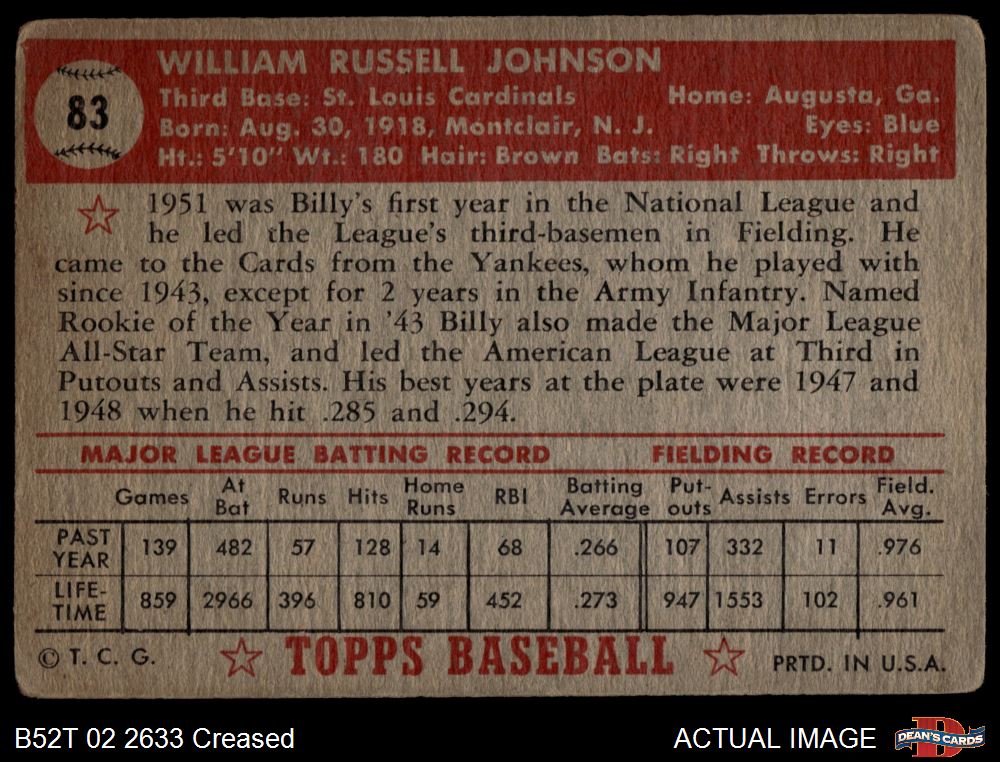 83
WILLIAM RUSSELL JOHNSON
Third Base: St. Louis Cardinals Home: Augusta, Ga.
Born: Aug. 30, 1918, Montclair, N. J. Eyes: Blue
Ht.: 5'10" Wt.: 180 Hair: Brown Bats: Right Throws: Right
1951 was Billy's first year in the National League and
he led the League's third-basemen in Fielding. He
came to the Cards from the Yankees, whom he played with
since 1943, except for 2 years in the Army Infantry. Named
Rookie of the Year in '43 Billy also made the Major League
All-Star Team, and led the American League at Third in
Putouts and Assists. His best years at the plate were 1947 and
1948 when he hit .285 and .294.
MAJOR LEAGUE BATTING RECORD FIELDING RECORD
Games At Bat Runs Hits Home Runs RBI Batting Average Put-outs Assists Errors Field. Avg.
PAST YEAR 139 482 57 128 14 68 .266 107 332 11 .976
LIFE-TIME 859 2966 396 810 59 452 .273 947 1553 102 .961
© T. C. G. TOPPS BASEBALL PRTD. IN U.S.A.
B52T 02 2633 Creased ACTUAL IMAGE D DEAN'S CARDS